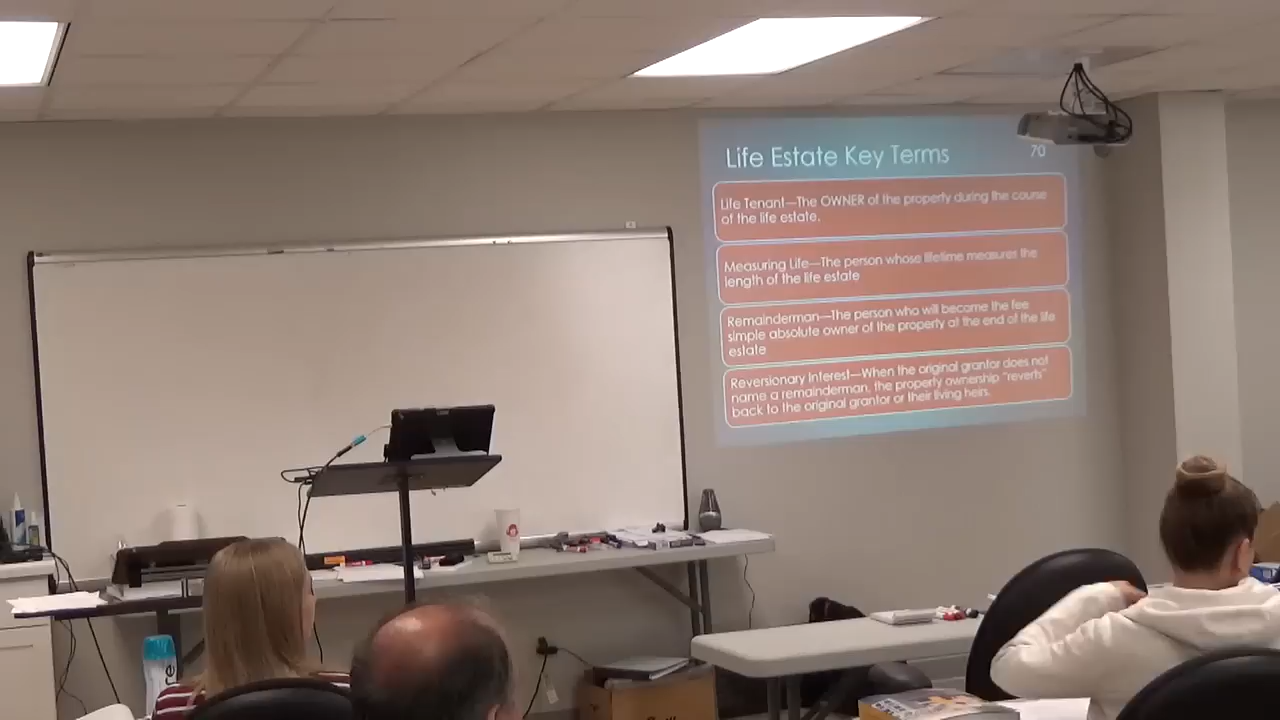 Life Estate Key Terms
70
Life Tenant—The OWNER of the property during the course
of the life estate.
Measuring Life—The person whose lifetime measures the
length of the life estate
Remainderman—The person who will become the fee
simple absolute owner of the property at the end of the life
estate
Reversionary Interest—When the original grantor does not
name a remainderman, the property ownership "reverts"
back to the original grantor or their living heirs.